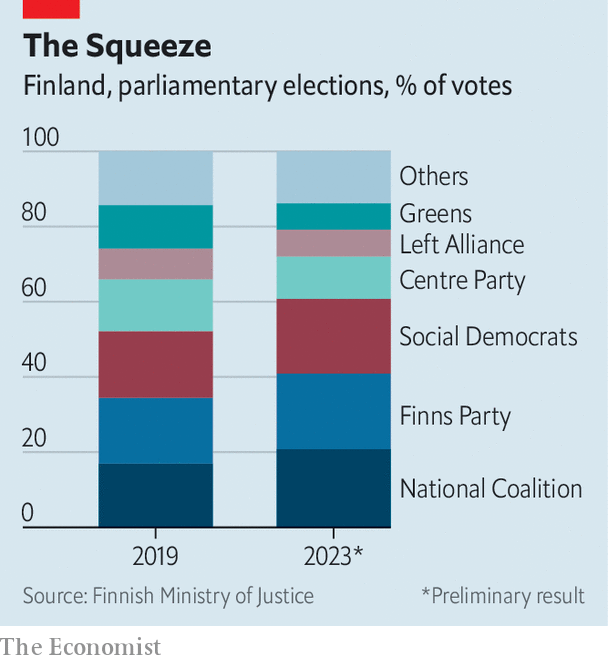 The Squeeze
Finland, parliamentary elections, % of votes
100
80
60
40
20
0
Others
Greens
Left Alliance
Centre Party
Social Democrats
Finns Party
National Coalition
2019
2023*
Source: Finnish Ministry of Justice
*Preliminary result
The Economist